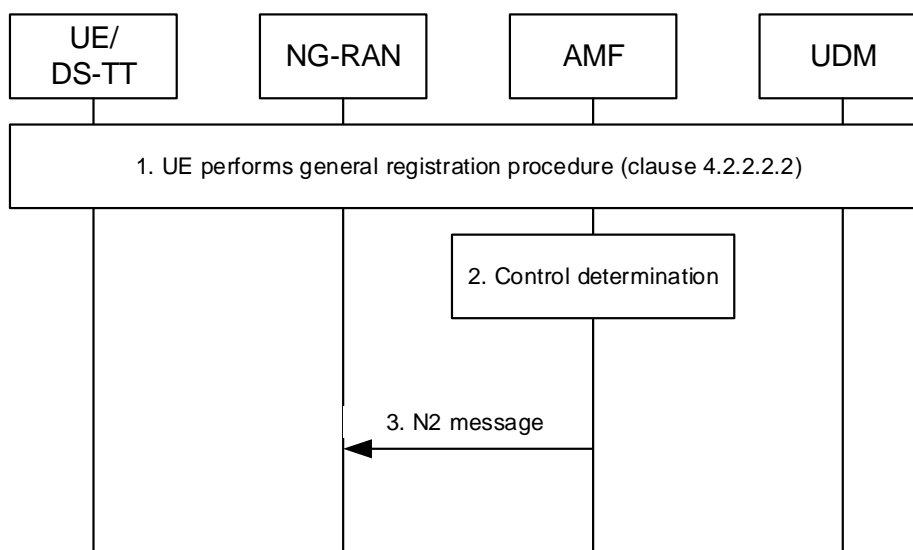 UE/
DS-TT
NG-RAN
AMF
UDM
1. UE performs general registration procedure (clause 4.2.2.2.2)
2. Control determination
3. N2 message